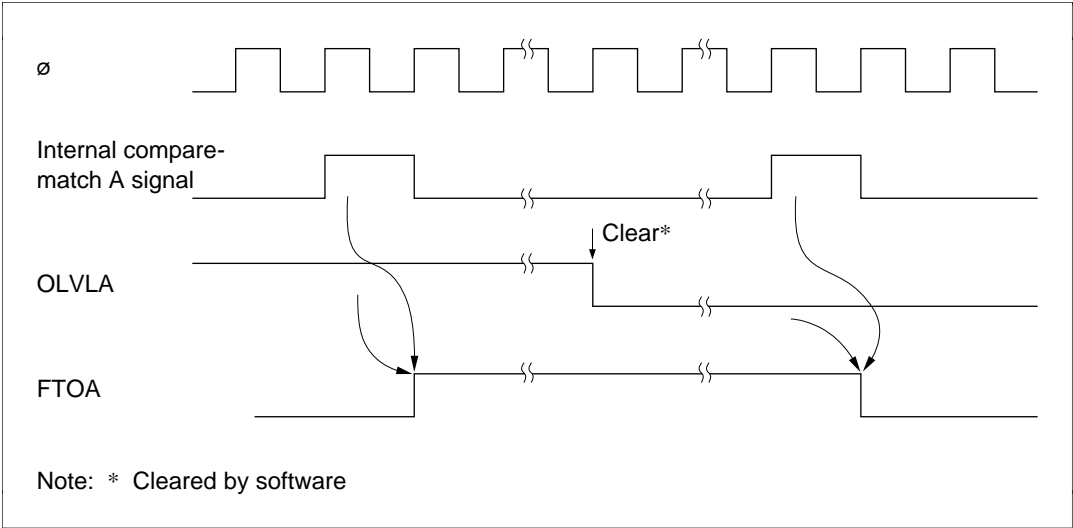 ø
Internal compare-
match A signal
Clear*
OLVLA
FTOA
Note: * Cleared by software